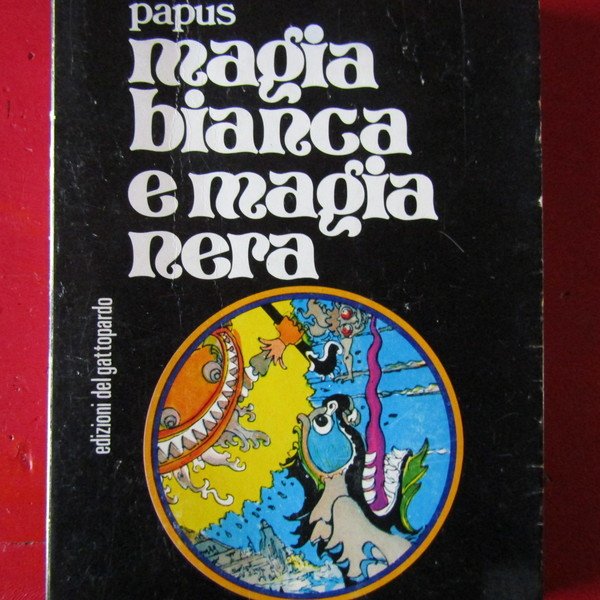 papus
magia
bianca
e magia
nera
edizioni del gattopardo